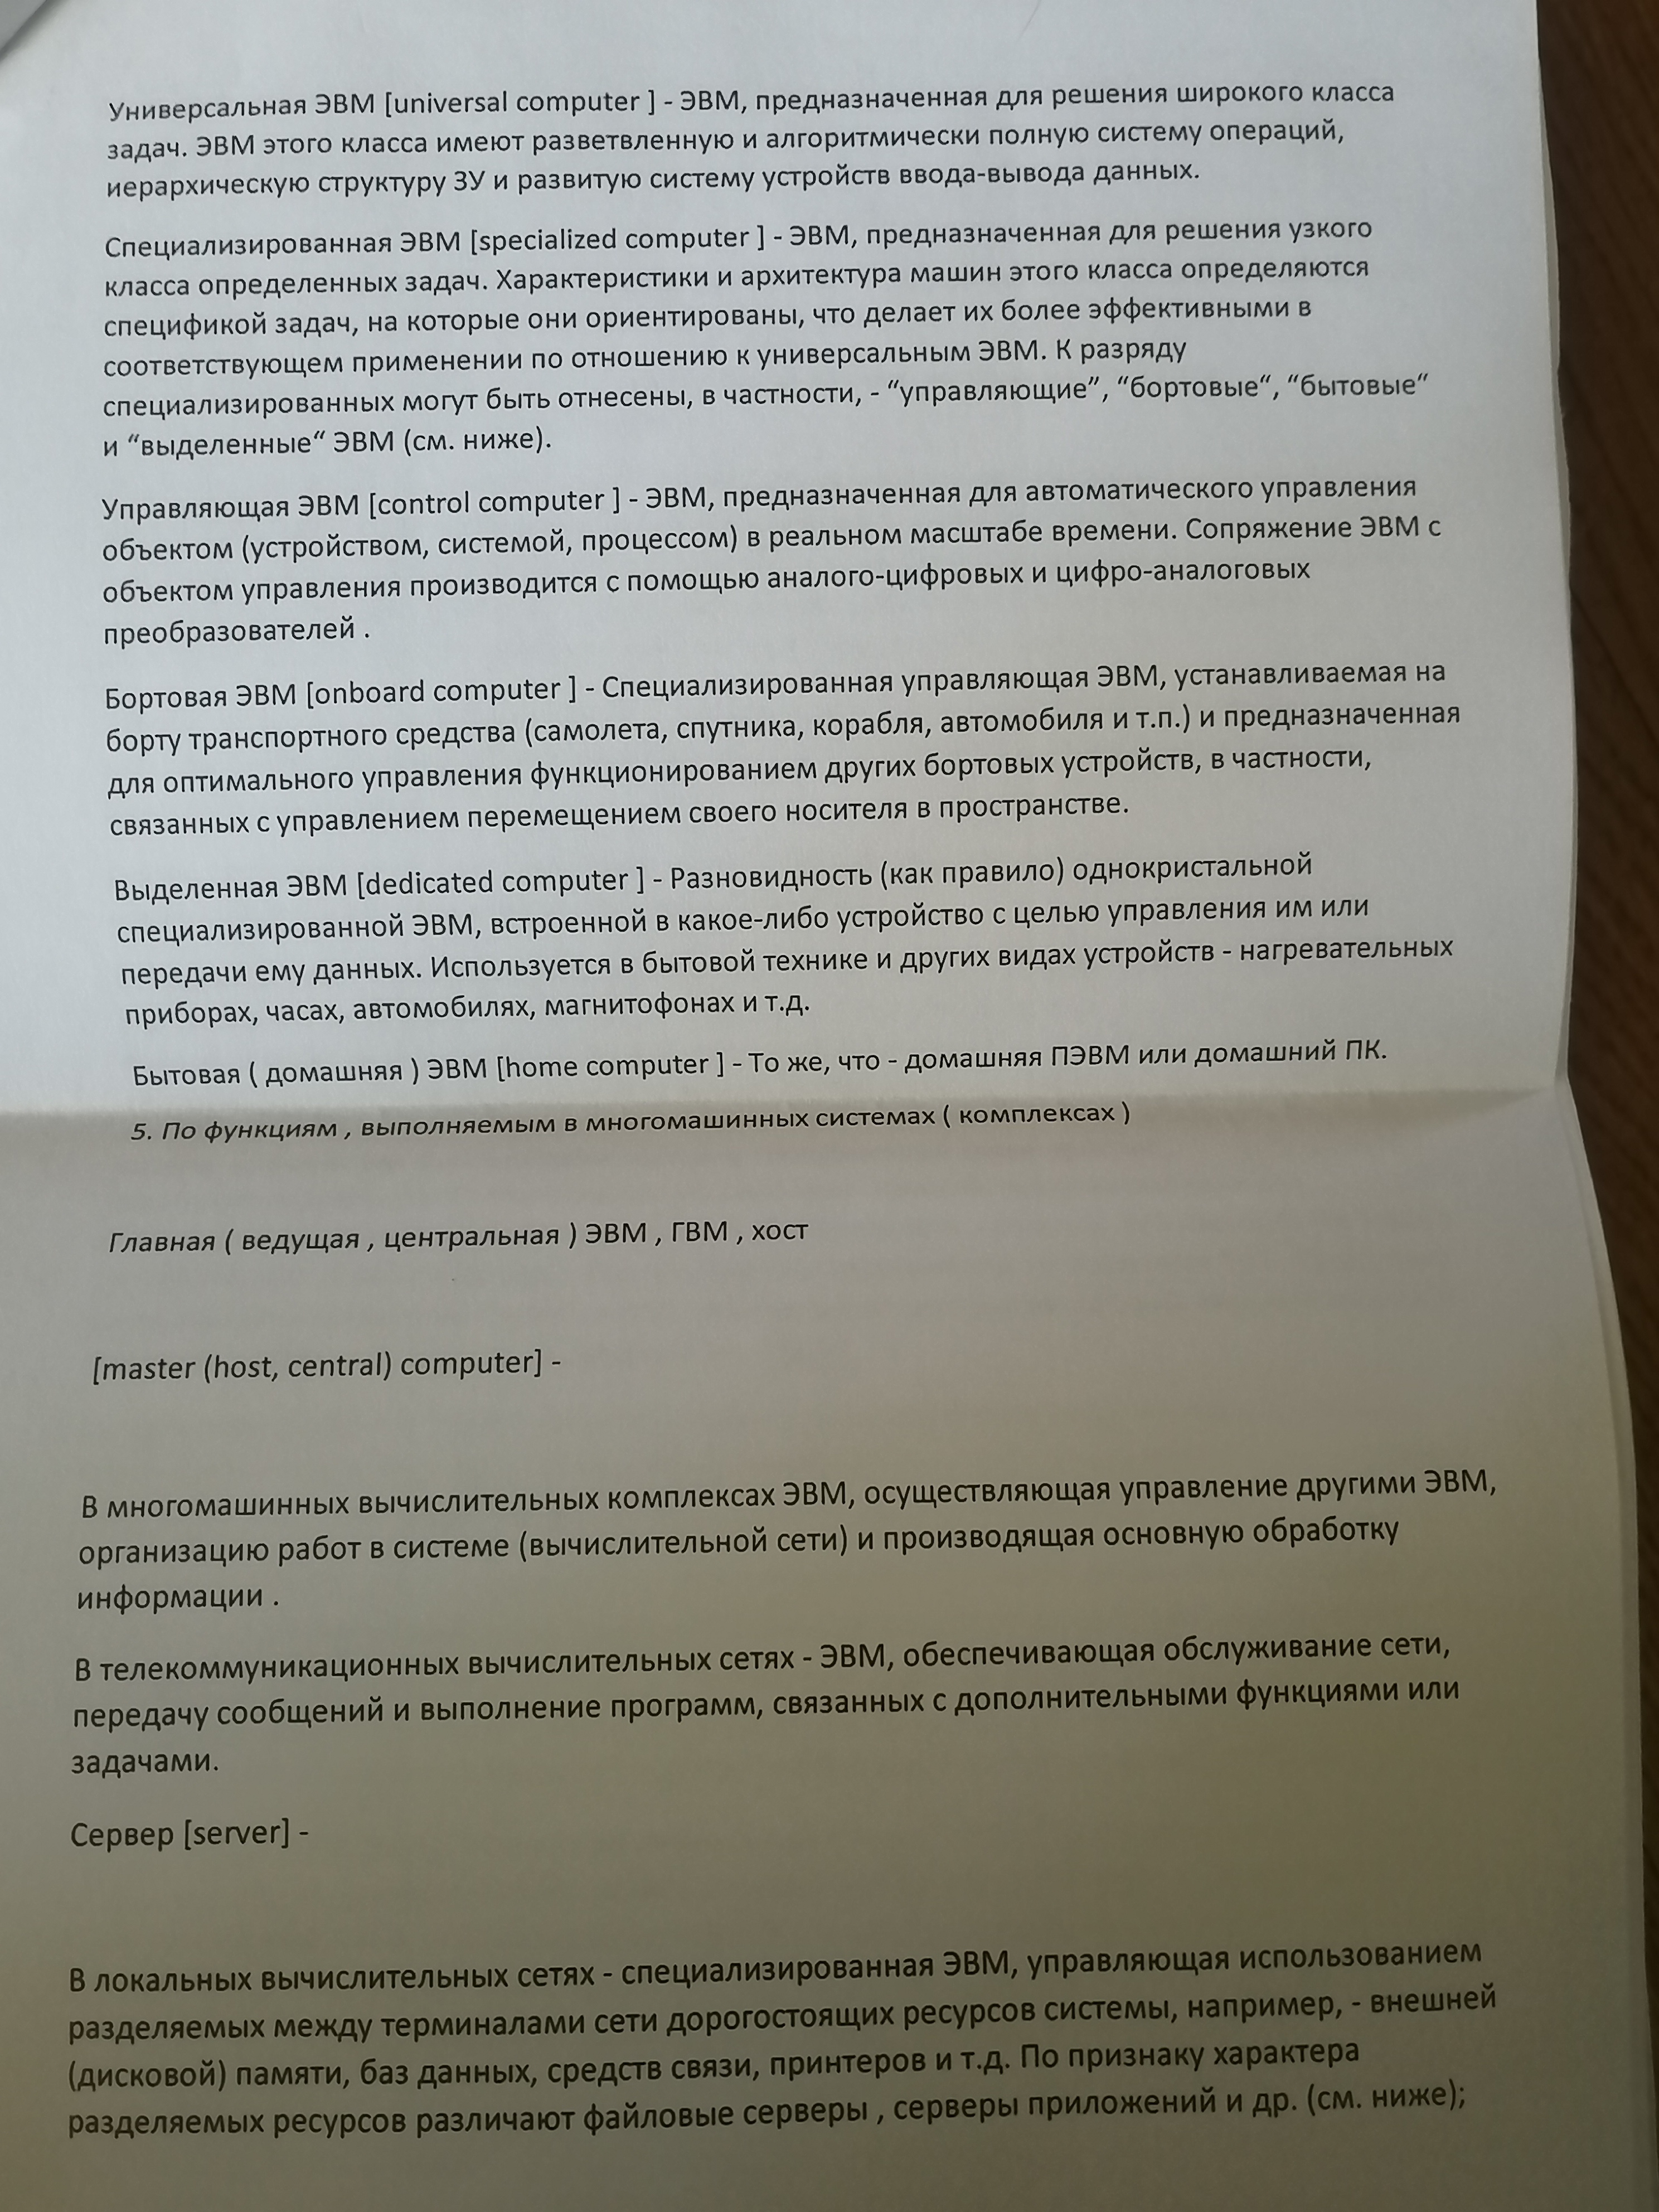 Универсальная ЭВМ [universal computer ] - ЭВМ, предназначенная для решения широкого класса
задач. ЭВМ этого класса имеют разветвленную и алгоритмически полную систему операций,
иерархическую структуру ЗУ и развитую систему устройств ввода-вывода данных.
Специализированная ЭВМ [specialized computer ] - ЭВМ, предназначенная для решения узкого
класса определенных задач. Характеристики и архитектура машин этого класса определяются
спецификой задач, на которые они ориентированы, что делает их более эффективными в
соответствующем применении по отношению к универсальным ЭВМ. К разряду
специализированных могут быть отнесены, в частности, - “управляющие”, “бортовые“, “бытовые“
и “выделенные“ ЭВМ (см. ниже).
Управляющая ЭВМ [control computer ] - ЭВМ, предназначенная для автоматического управления
объектом (устройством, системой, процессом) в реальном масштабе времени. Сопряжение ЭВМ с
объектом управления производится с помощью аналого-цифровых и цифро-аналоговых
преобразователей .
Бортовая ЭВМ [onboard computer ] - Специализированная управляющая ЭВМ, устанавливаемая на
борту транспортного средства (самолета, спутника, корабля, автомобиля и т.п.) и предназначенная
для оптимального управления функционированием других бортовых устройств, в частности,
связанных с управлением перемещением своего носителя в пространстве.
Выделенная ЭВМ [dedicated computer ] - Разновидность (как правило) однокристальной
специализированной ЭВМ, встроенной в какое-либо устройство с целью управления им или
передачи ему данных. Используется в бытовой технике и других видах устройств - нагревательных
приборах, часах, автомобилях, магнитофонах и т.д.
Бытовая ( домашняя ) ЭВМ [home computer ] - То же, что - домашняя ПЭВМ или домашний ПК.
5. По функциям , выполняемым в многомашинных системах ( комплексах )
Главная ( ведущая , центральная ) ЭВМ , ГВМ , хост
[master (host, central) computer] -
В многомашинных вычислительных комплексах ЭВМ, осуществляющая управление другими ЭВМ,
организацию работ в системе (вычислительной сети) и производящая основную обработку
информации .
В телекоммуникационных вычислительных сетях - ЭВМ, обеспечивающая обслуживание сети,
передачу сообщений и выполнение программ, связанных с дополнительными функциями или
задачами.
Сервер [server] -
В локальных вычислительных сетях - специализированная ЭВМ, управляющая использованием
разделяемых между терминалами сети дорогостоящих ресурсов системы, например, - внешней
(дисковой) памяти, баз данных, средств связи, принтеров и т.д. По признаку характера
разделяемых ресурсов различают файловые серверы , серверы приложений и др. (см. ниже);